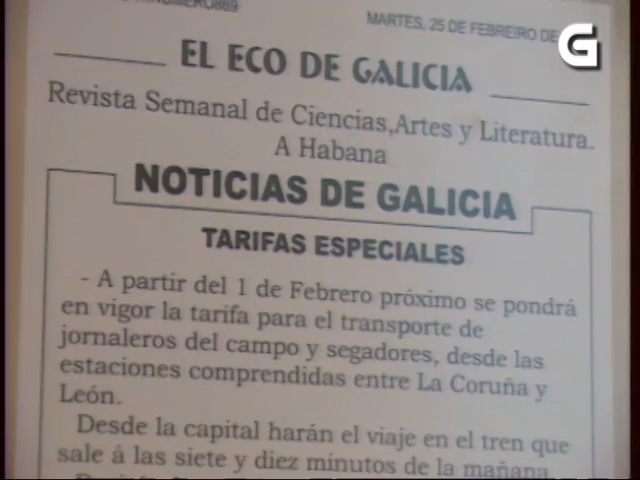 MARTES, 25 DE FEBREIRO DE
G
EL ECO DE GALICIA
Revista Semanal de Ciencias,Artes y Literatura.
A Habana
NOTICIAS DE GALICIA
TARIFAS ESPECIALES
- A partir del 1 de Febrero próximo se pondrá
en vigor la tarifa para el transporte de
jornaleros del campo y segadores, desde las
estaciones comprendidas entre La Coruña y
León.
Desde la capital harán el viaje en el tren que
sale á las siete y diez minutos de la mañana